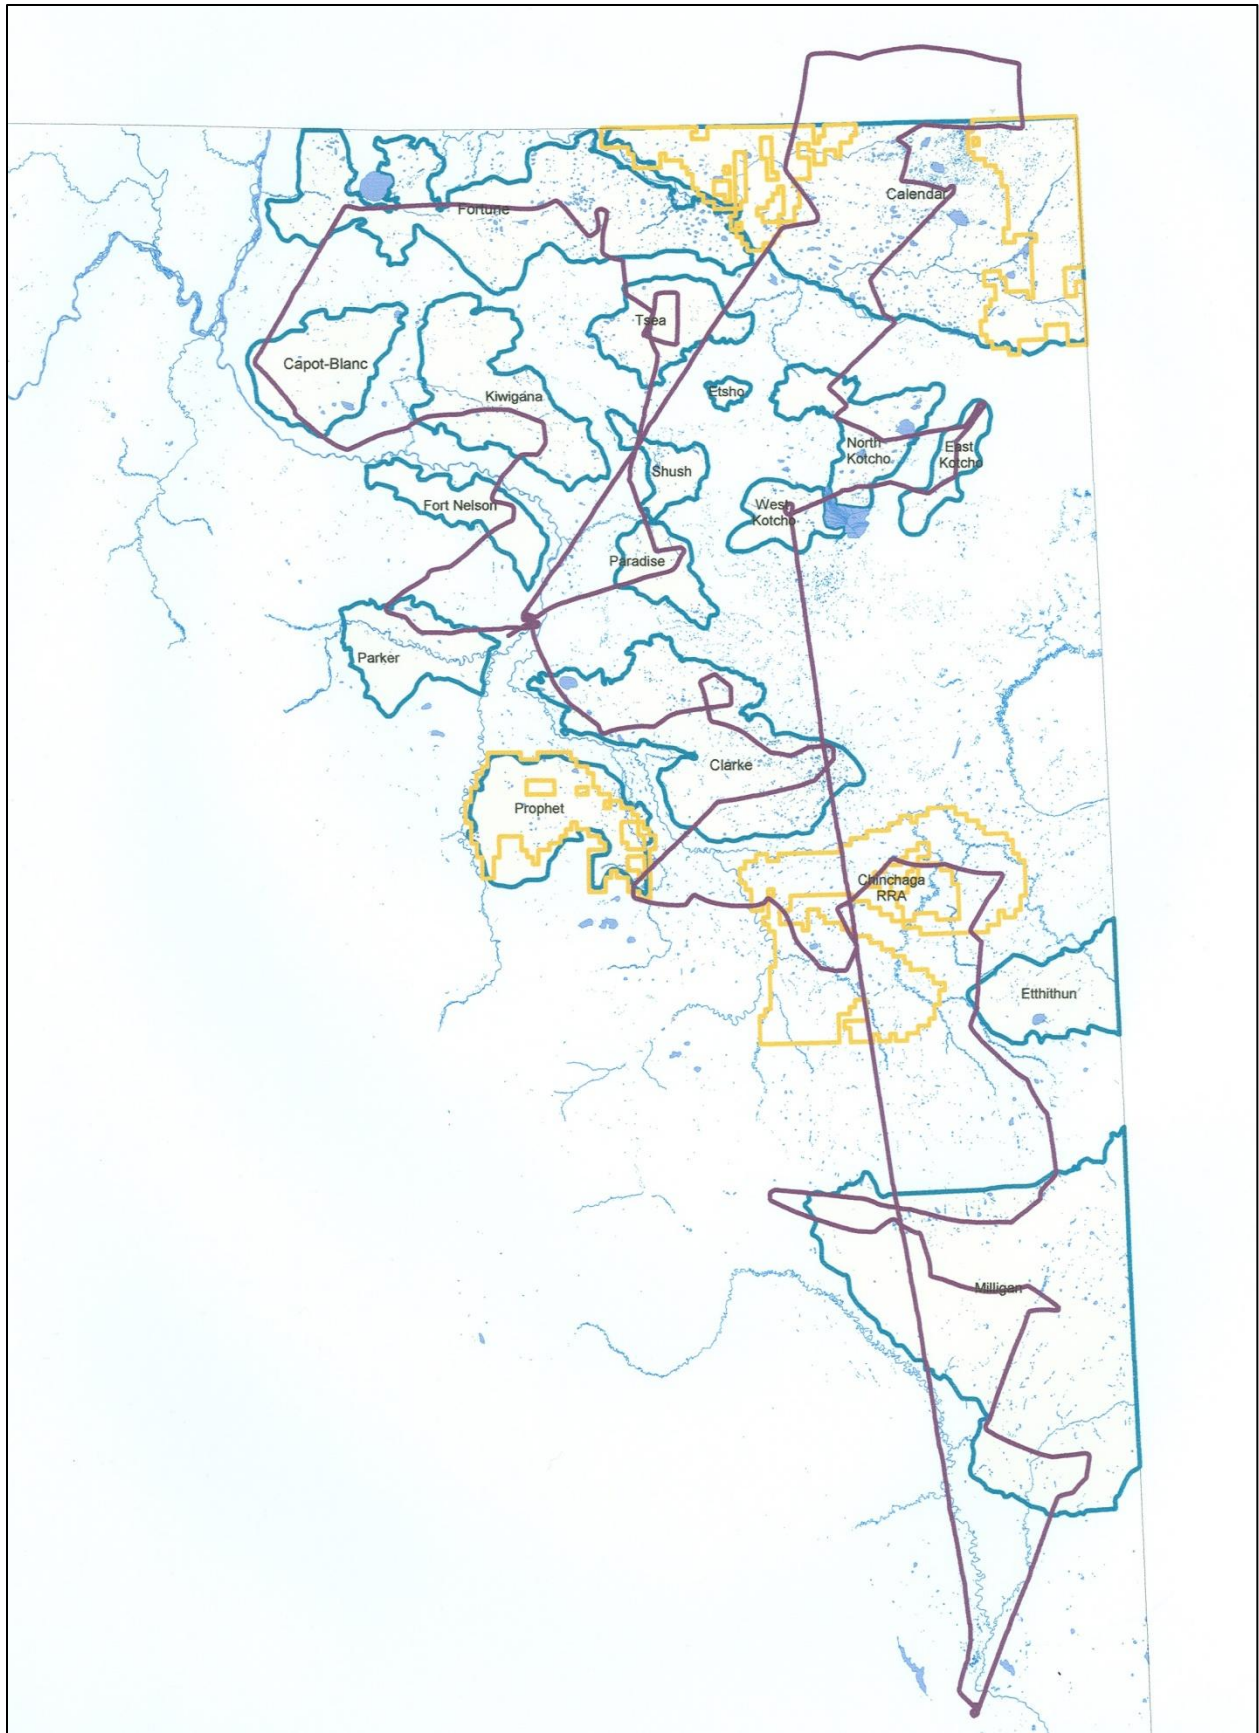 Calendar
Fortune
Tsea
Capot-Blanc
Etsho
Kiwigana
North
Kotcho
East
Kotcho
Shush
Fort Nelson
West
Kotcho
Paradise
Parker
Clarke
Prophet
Chinchaga
RRA
Etthithun
Milligan